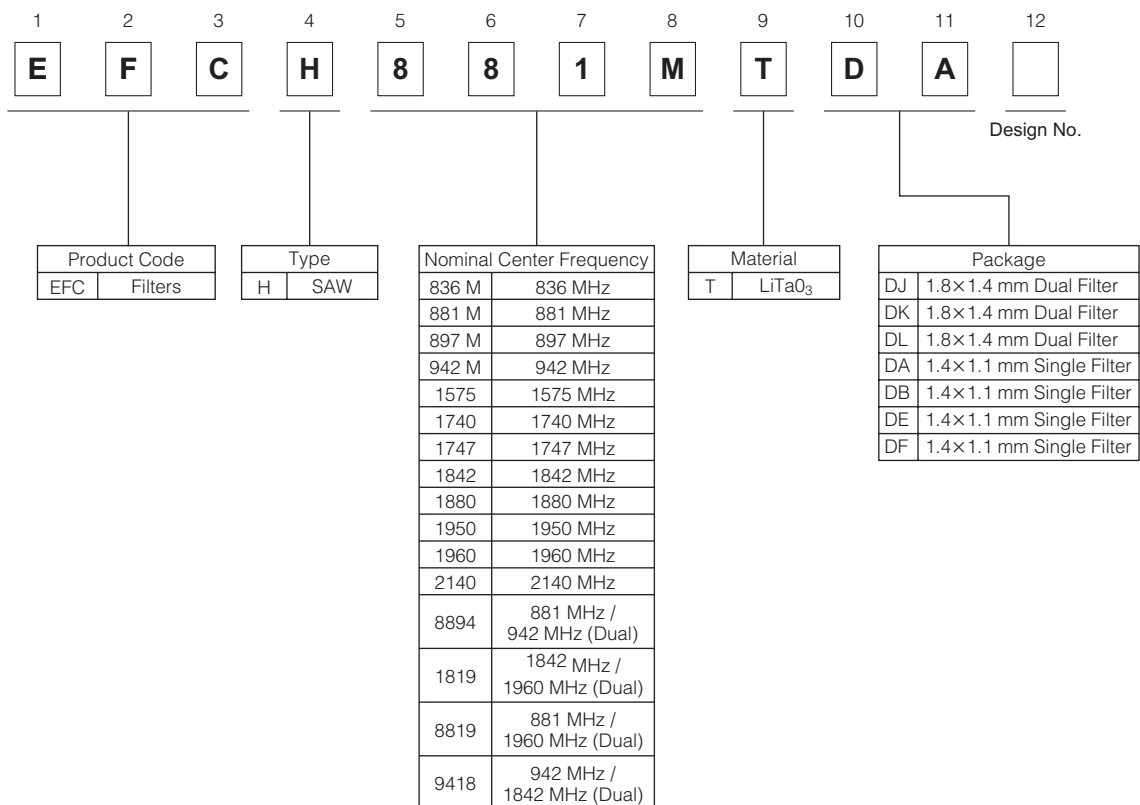 1 2 3 4 5 6 7 8 9 10 11 12
E F C H 8 8 1 M T D A
Design No.
Product Code
EFC Filters
Type
H SAW
Nominal Center Frequency
836 M 836 MHz
881 M 881 MHz
897 M 897 MHz
942 M 942 MHz
1575 1575 MHz
1740 1740 MHz
1747 1747 MHz
1842 1842 MHz
1880 1880 MHz
1950 1950 MHz
1960 1960 MHz
2140 2140 MHz
8894 881 MHz /
942 MHz (Dual)
1819 1842 MHz /
1960 MHz (Dual)
8819 881 MHz /
1960 MHz (Dual)
9418 942 MHz /
1842 MHz (Dual)
Material
T LiTa0₃
Package
DJ 1.8×1.4 mm Dual Filter
DK 1.8×1.4 mm Dual Filter
DL 1.8×1.4 mm Dual Filter
DA 1.4×1.1 mm Single Filter
DB 1.4×1.1 mm Single Filter
DE 1.4×1.1 mm Single Filter
DF 1.4×1.1 mm Single Filter